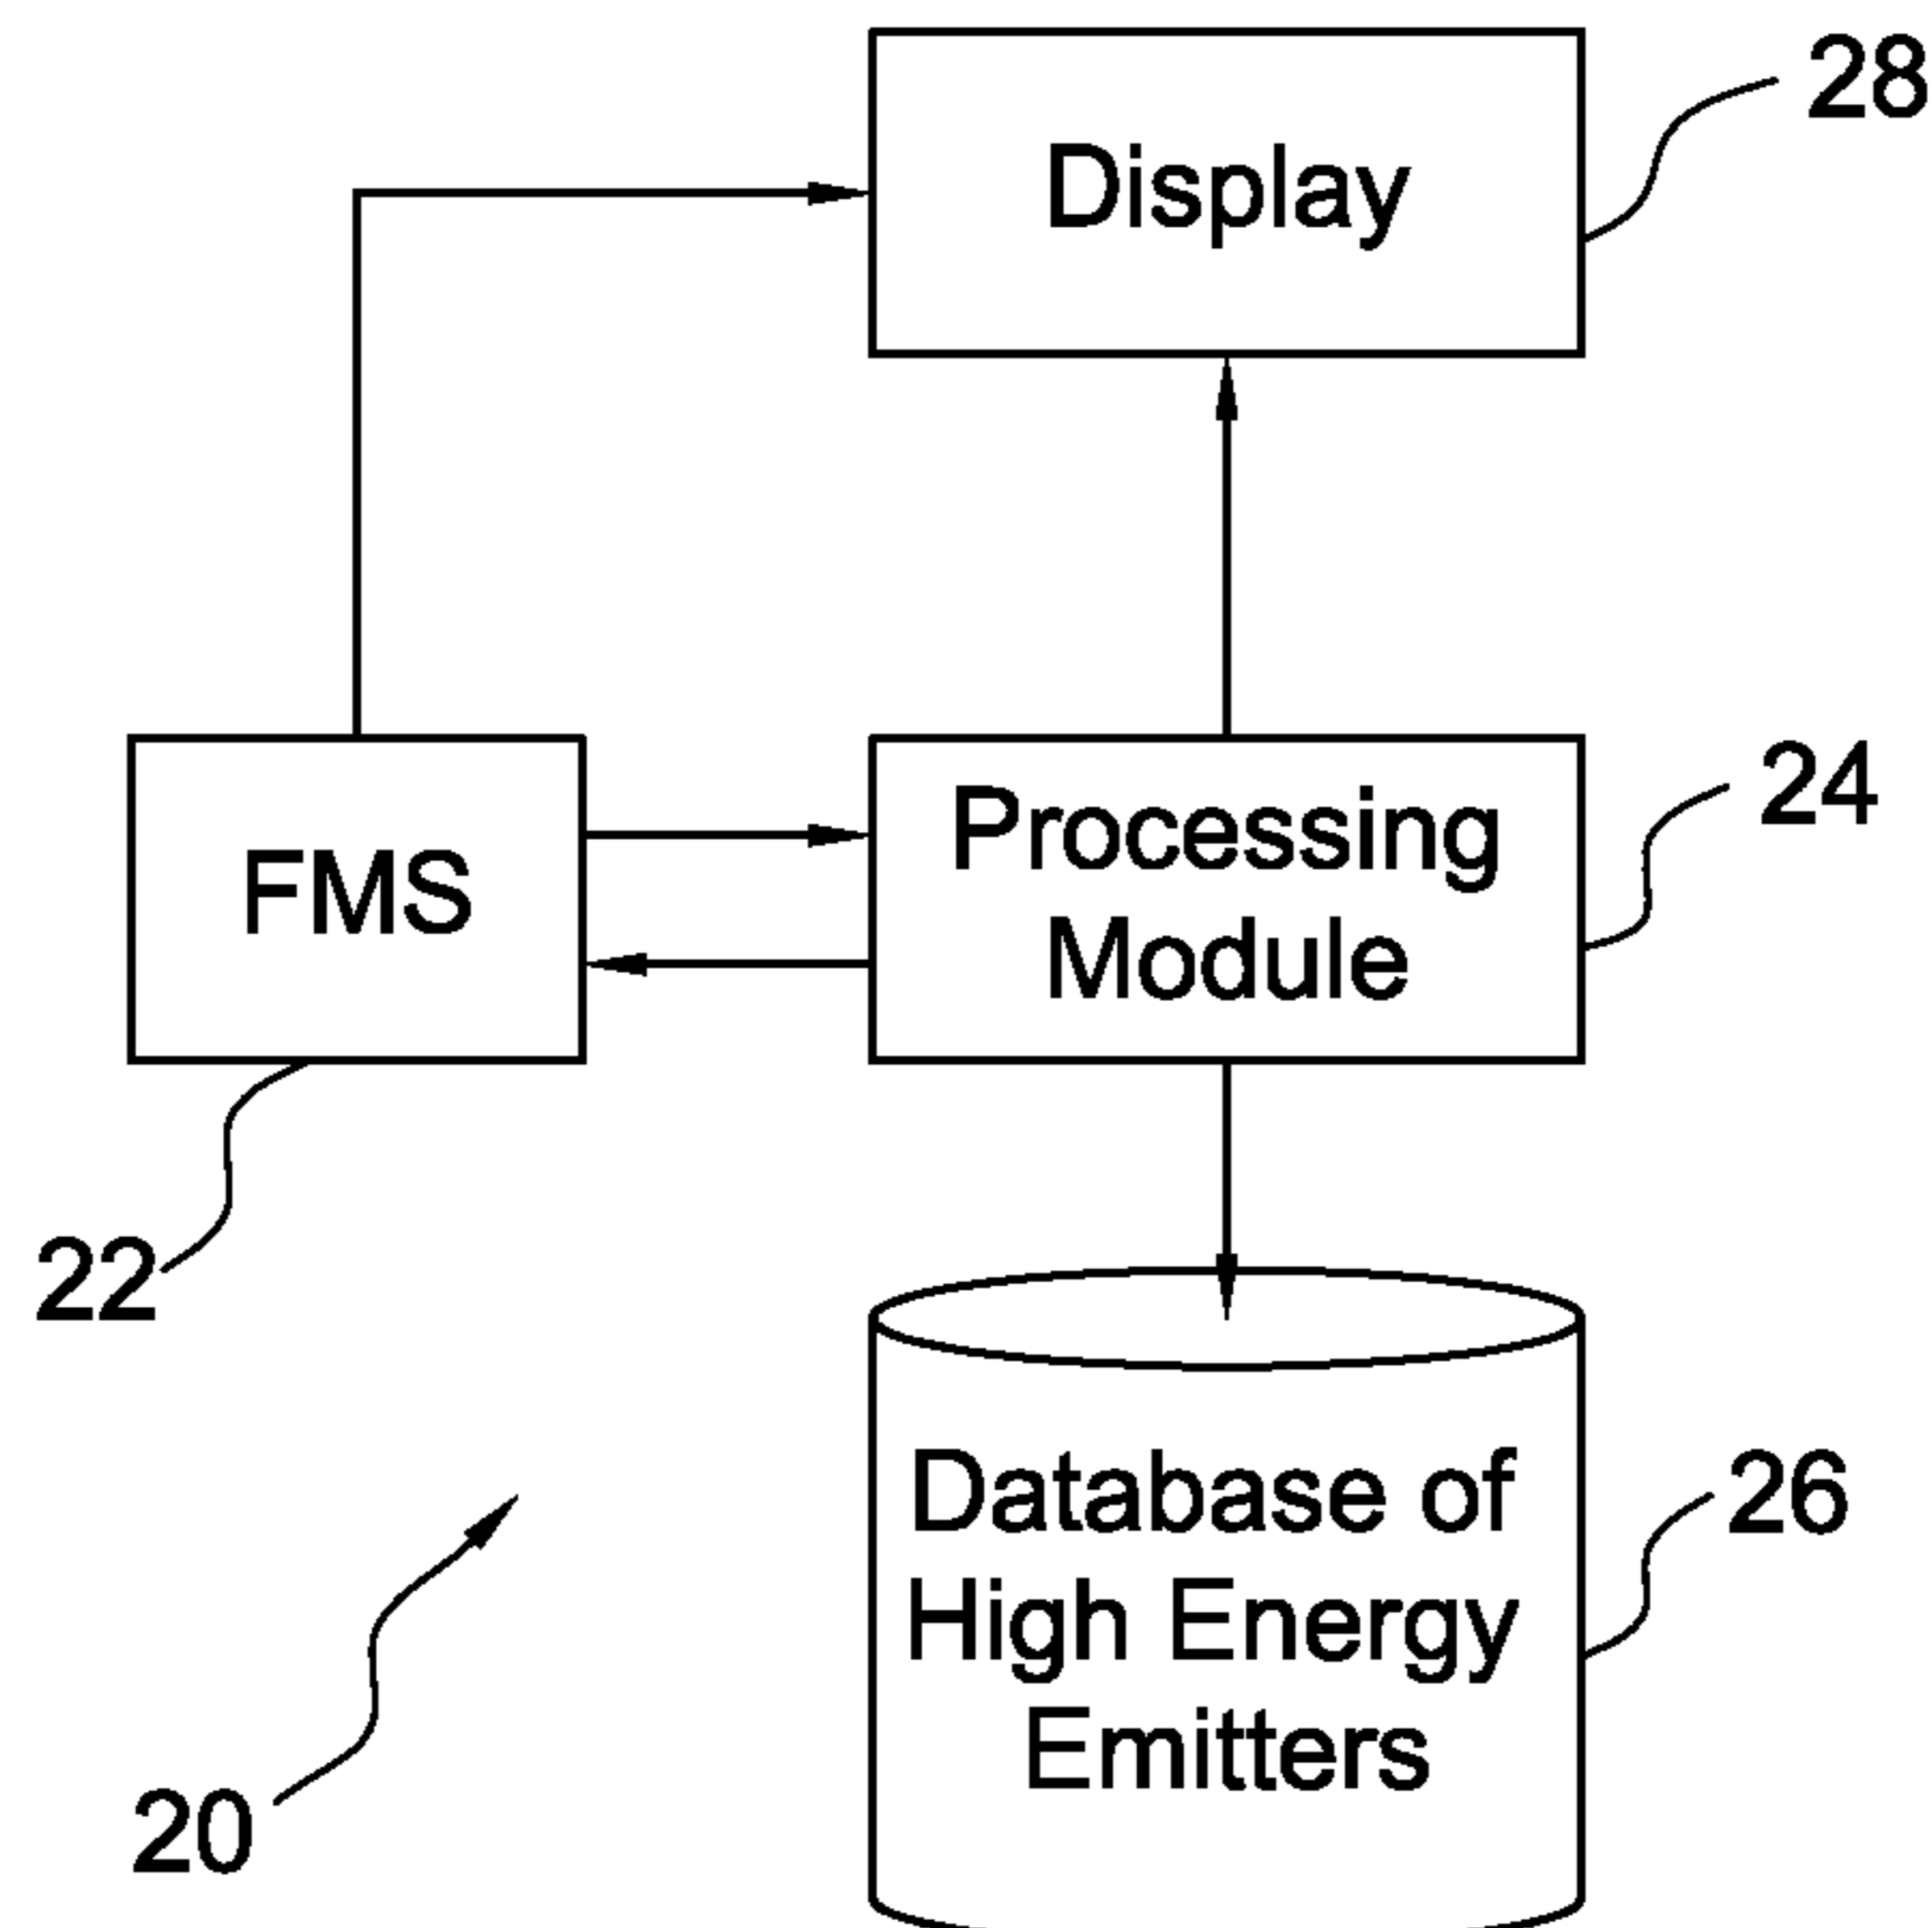 28
Display
24
Processing
Module
FMS
22
Database of
High Energy
Emitters
26
20